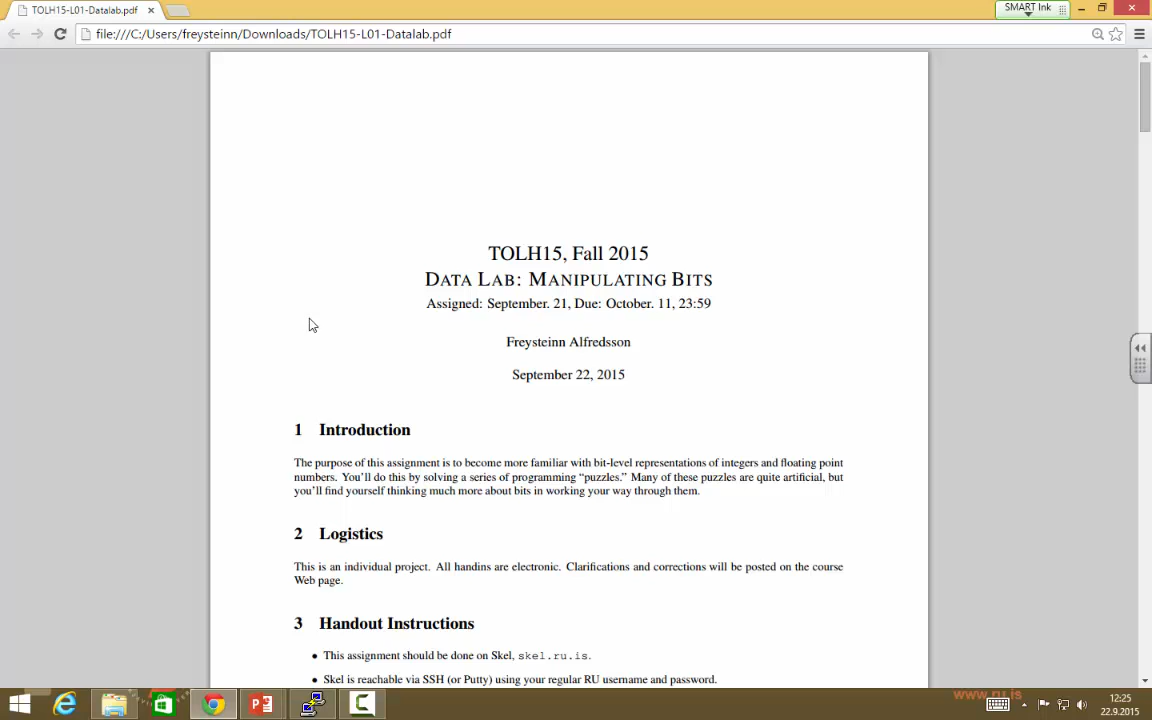 TOLH15-L01-Datalab.pdf
SMART Ink
file:///C:/Users/freysteinn/Downloads/TOLH15-L01-Datalab.pdf
TOLH15, Fall 2015
DATA LAB: MANIPULATING BITS
Assigned: September. 21, Due: October. 11, 23:59
Freysteinn Alfredsson
September 22, 2015
1 Introduction
The purpose of this assignment is to become more familiar with bit-level representations of integers and floating point
numbers. You'll do this by solving a series of programming “puzzles.” Many of these puzzles are quite artificial, but
you'll find yourself thinking much more about bits in working your way through them.
2 Logistics
This is an individual project. All handins are electronic. Clarifications and corrections will be posted on the course
Web page.
3 Handout Instructions
• This assignment should be done on Skel, skel.ru.is.
• Skel is reachable via SSH (or Putty) using your regular RU username and password.
www.ru.is
12:25
22.9.2015